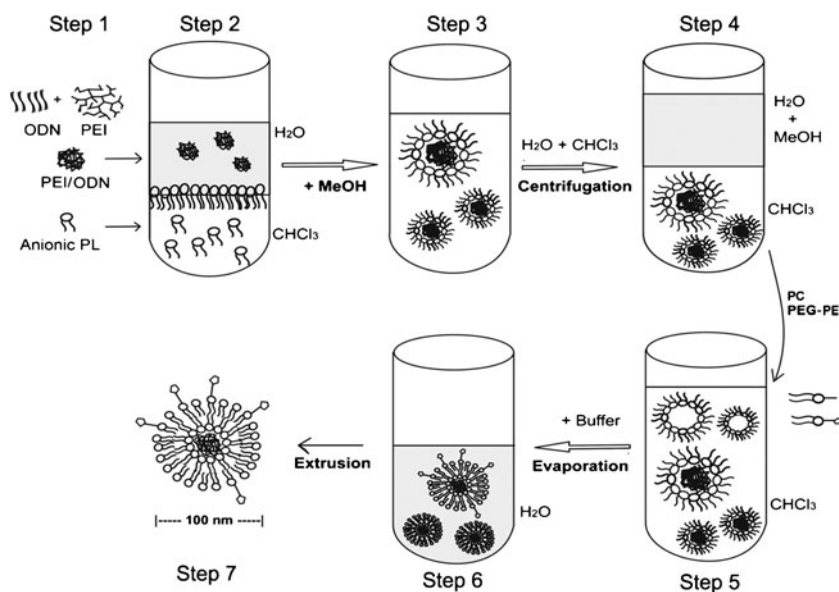 Step 1
Step 2
Step 3
Step 4
ODN + PEI
PEI/ODN
Anionic PL
H₂O
CHCl₃
+ MeOH
H₂O + CHCl₃
Centrifugation
H₂O
+
MeOH
CHCl₃
PC
PEG-PE
CHCl₃
Step 5
+ Buffer
Evaporation
H₂O
Step 6
Extrusion
|---- 100 nm ----|
Step 7